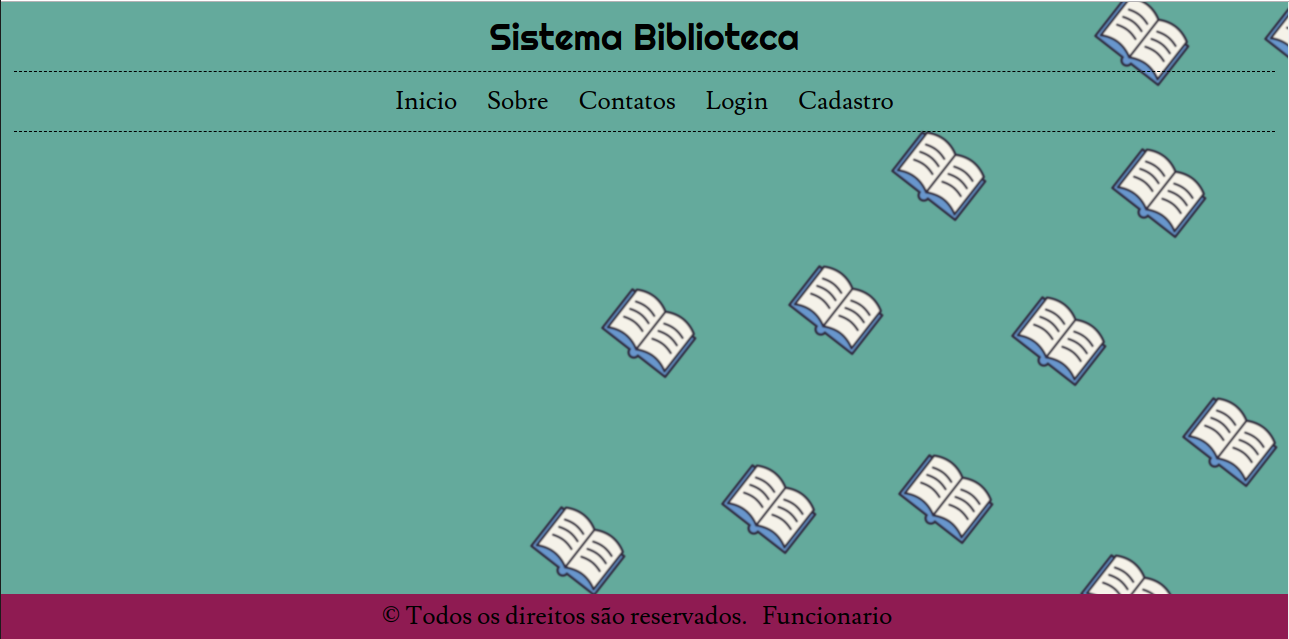 Sistema Biblioteca
Inicio Sobre Contatos Login Cadastro
© Todos os direitos são reservados. Funcionario